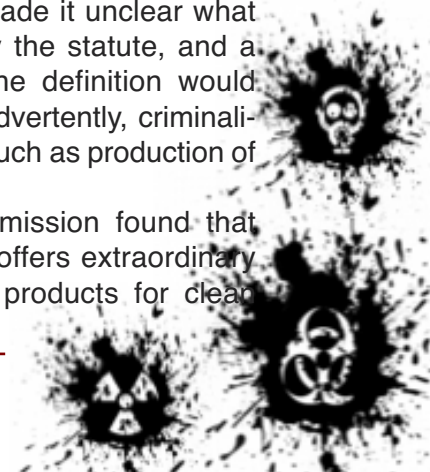 ade it unclear what
the statute, and a
ne definition would
dvertently, criminali-
uch as production of
mission found that
offers extraordinary
products for clean